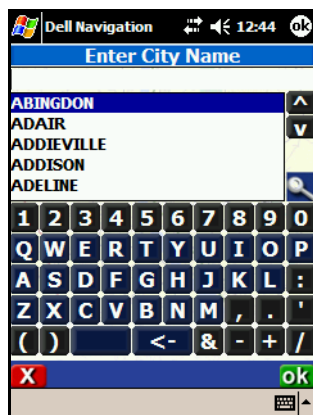 Dell Navigation 12:44 ok
Enter City Name
ABINGDON
ADAIR
ADDIEVILLE
ADDISON
ADELINE
1 2 3 4 5 6 7 8 9 0
Q W E R T Y U I O P
A S D F G H J K L :
Z X C V B N M , . '
( ) <- & - + /
X ok